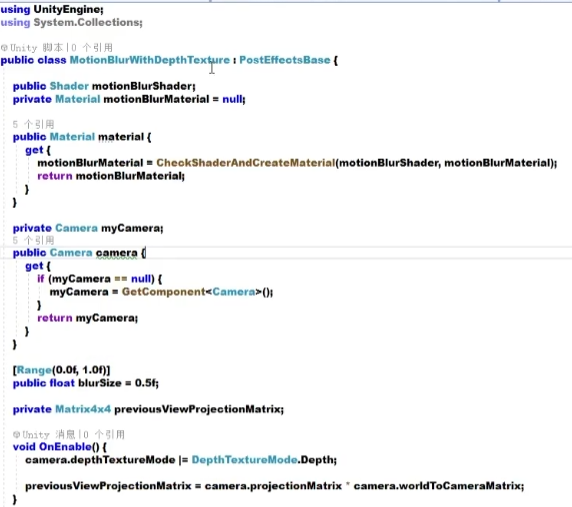 using UnityEngine;
using System.Collections;
Unity 脚本|0 个引用
public class MotionBlurWithDepthTexture : PostEffectsBase {
public Shader motionBlurShader;
private Material motionBlurMaterial = null;
5 个引用
public Material material {
get {
motionBlurMaterial = CheckShaderAndCreateMaterial(motionBlurShader, motionBlurMaterial);
return motionBlurMaterial;
}
}
private Camera myCamera;
5 个引用
public Camera camera {
get {
if (myCamera == null) {
myCamera = GetComponent<Camera>();
}
return myCamera;
}
}
[Range(0.0f, 1.0f)]
public float blurSize = 0.5f;
private Matrix4x4 previousViewProjectionMatrix;
Unity 消息|0 个引用
void OnEnable() {
camera.depthTextureMode |= DepthTextureMode.Depth;
previousViewProjectionMatrix = camera.projectionMatrix * camera.worldToCameraMatrix;
}